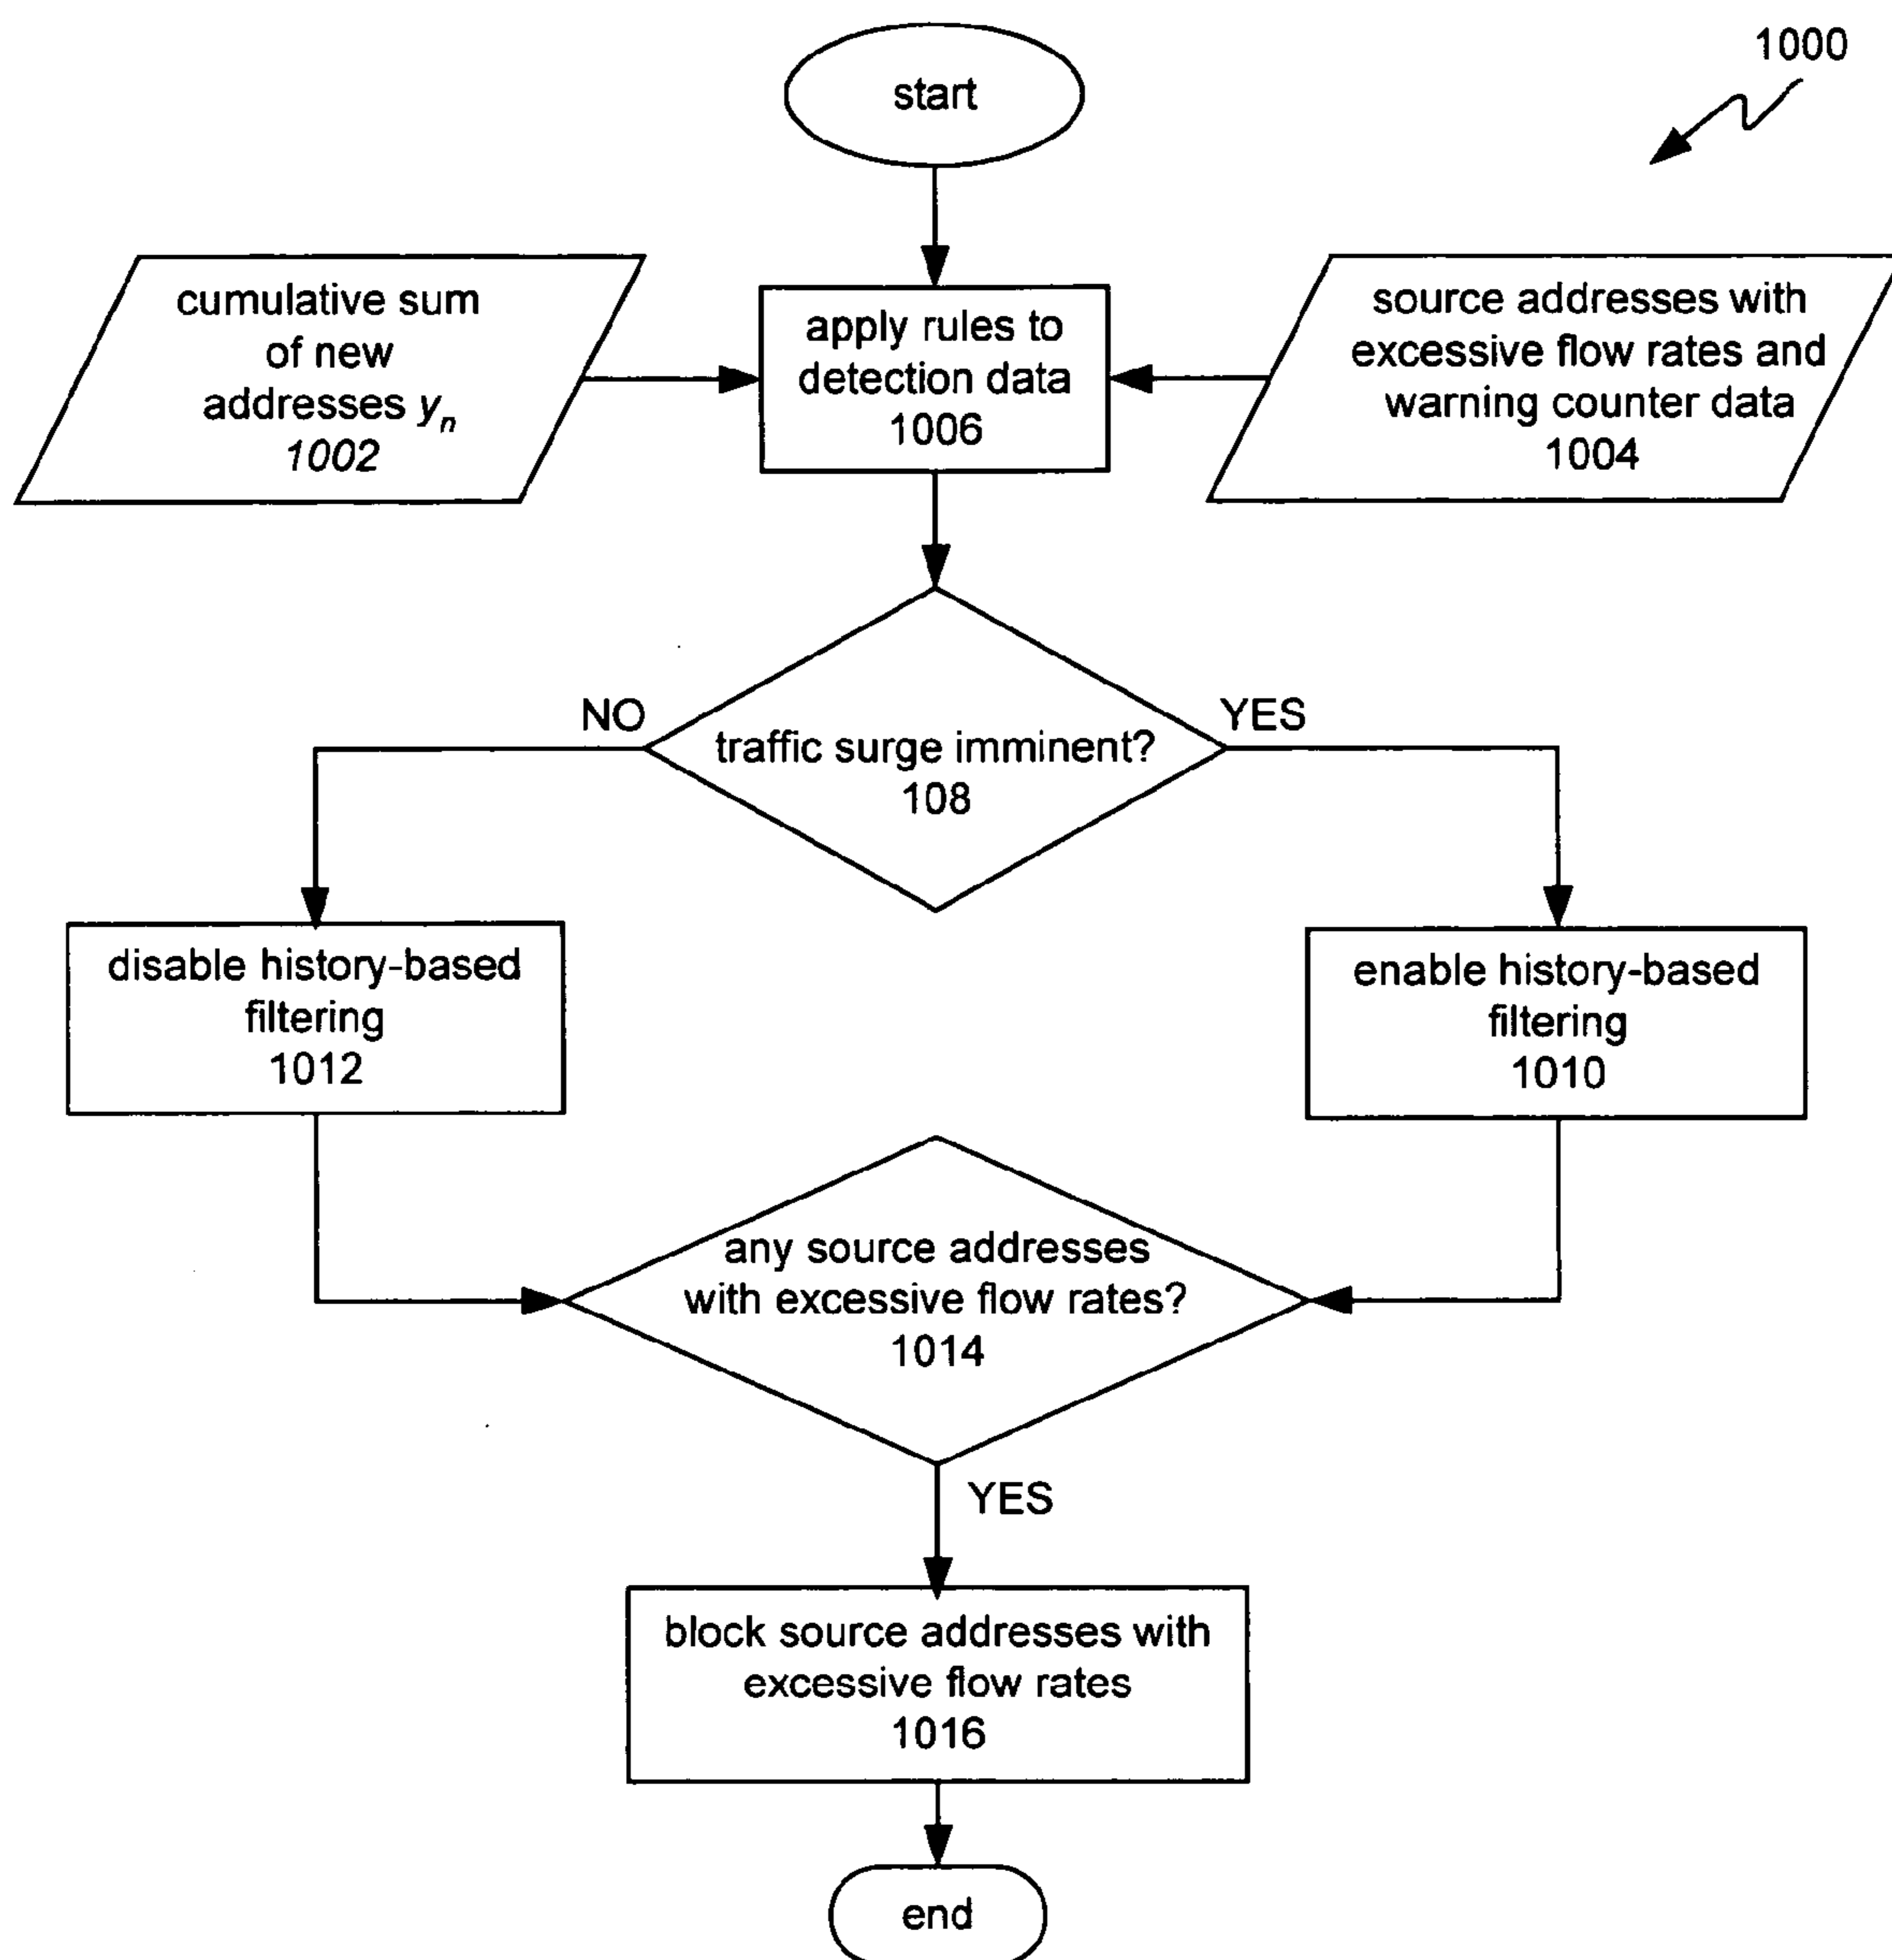 1000
start
cumulative sum
of new
addresses yn
1002
apply rules to
detection data
1006
source addresses with
excessive flow rates and
warning counter data
1004
NO
YES
traffic surge imminent?
108
disable history-based
filtering
1012
enable history-based
filtering
1010
any source addresses
with excessive flow rates?
1014
YES
block source addresses with
excessive flow rates
1016
end